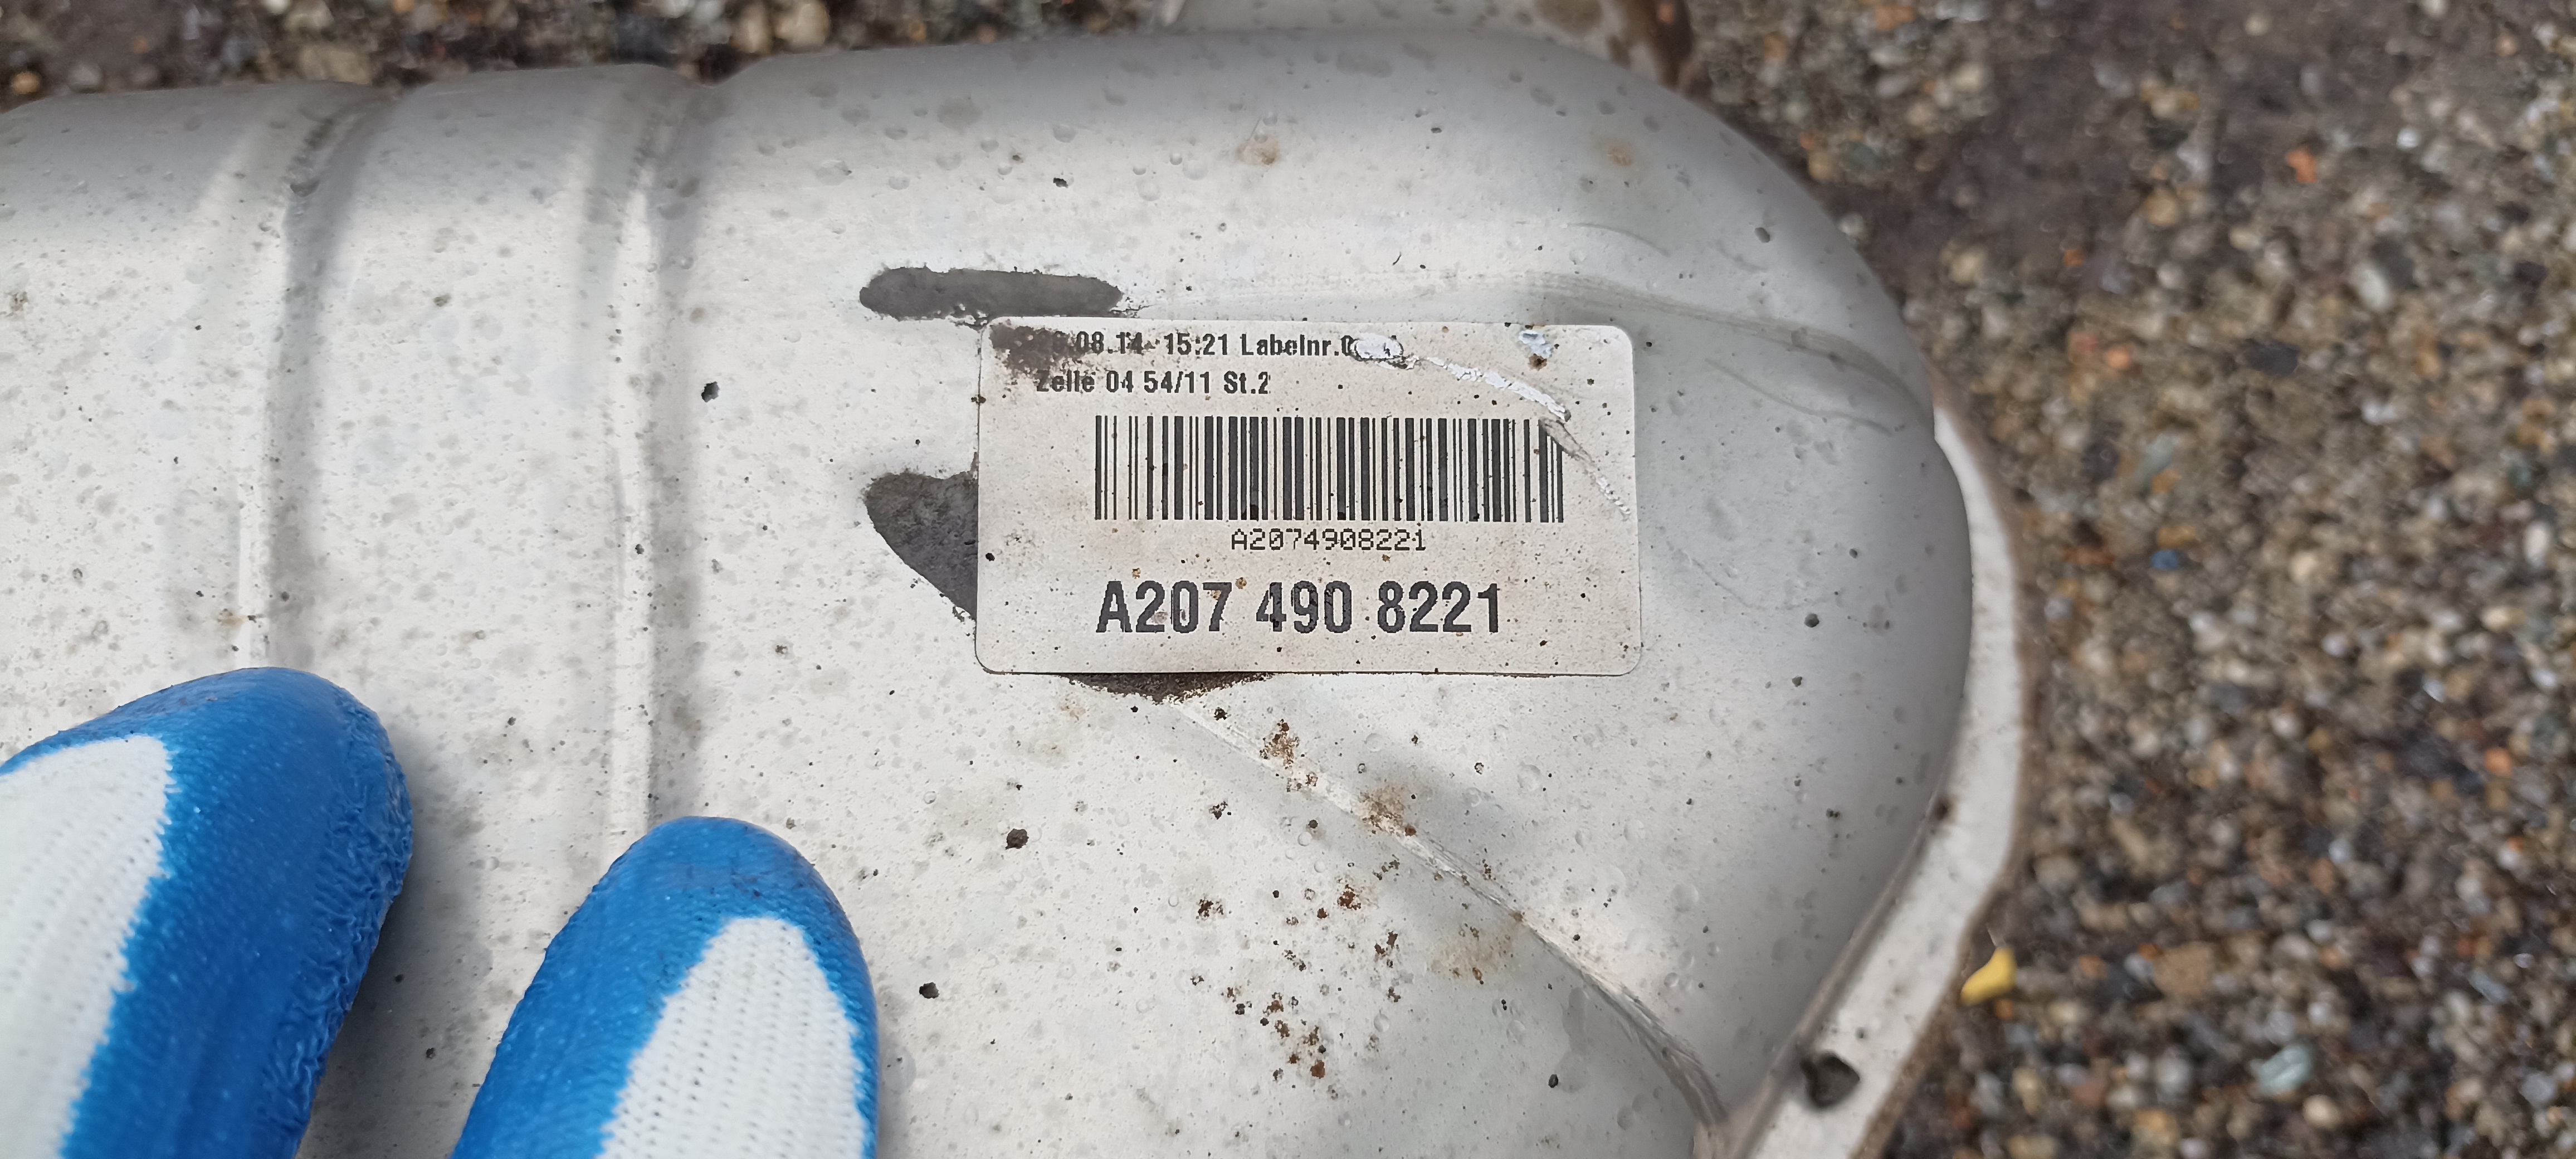 08.14 15:21 Labelnr.
Zelle 04 54/11 St.2
A2074908221
A207 490 8221